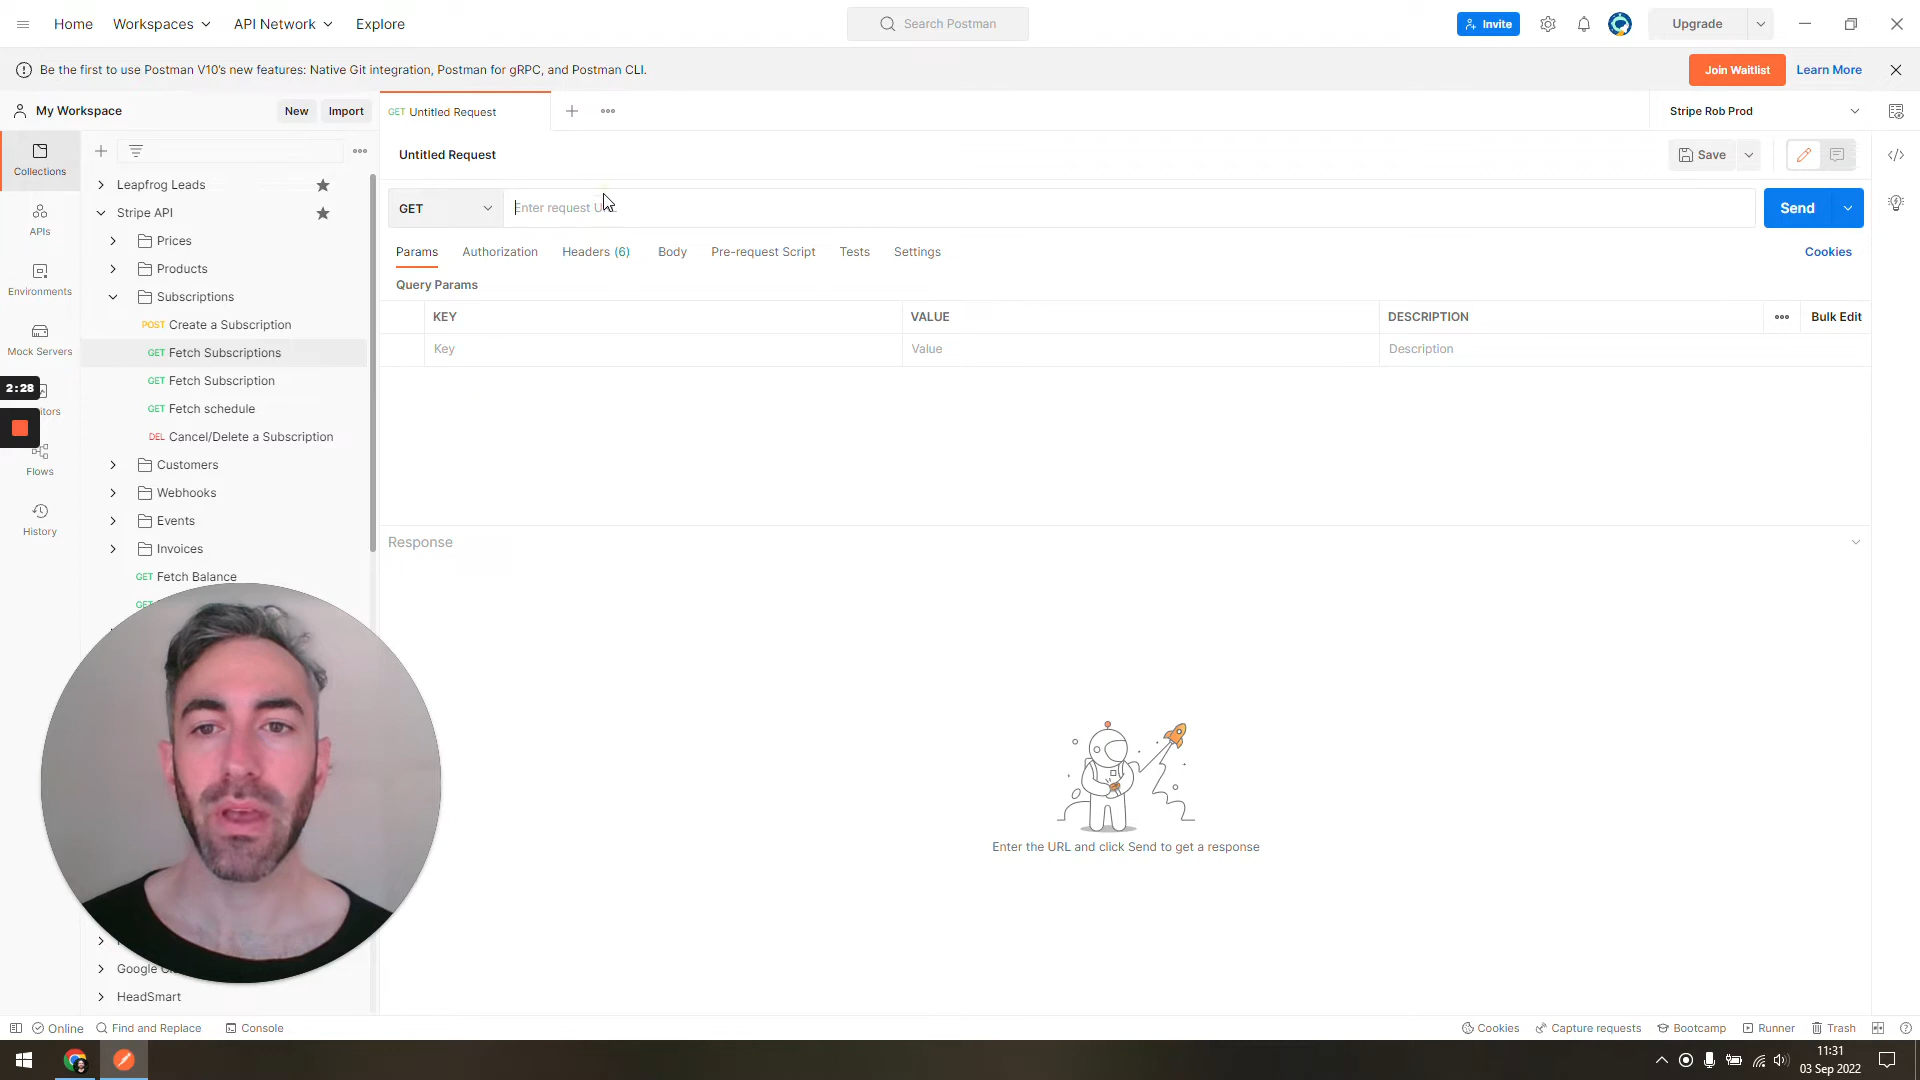 Home
Workspaces
API Network
Explore
Search Postman
Invite
Upgrade
Be the first to use Postman V10's new features: Native Git integration, Postman for gRPC, and Postman CLI.
Join Waitlist
Learn More
My Workspace
New
Import
GET Untitled Request
Stripe Rob Prod
Collections
Leapfrog Leads
Untitled Request
Save
Stripe API
GET
Enter request
Send
APIs
Prices
Params
Authorization
Headers (6)
Body
Pre-request Script
Tests
Settings
Cookies
Products
Environments
Subscriptions
Query Params
KEY
VALUE
DESCRIPTION
Bulk Edit
POST Create a Subscription
Key
Value
Description
Mock Servers
GET Fetch Subscriptions
2:28
GET Fetch Subscription
GET Fetch schedule
DEL Cancel/Delete a Subscription
Customers
Flows
Webhooks
Events
History
Invoices
Response
GET Fetch Balance
GET
Enter the URL and click Send to get a response
Google
HeadSmart
Online
Find and Replace
Console
Cookies
Capture requests
Bootcamp
Runner
Trash
11:31
03 Sep 2022